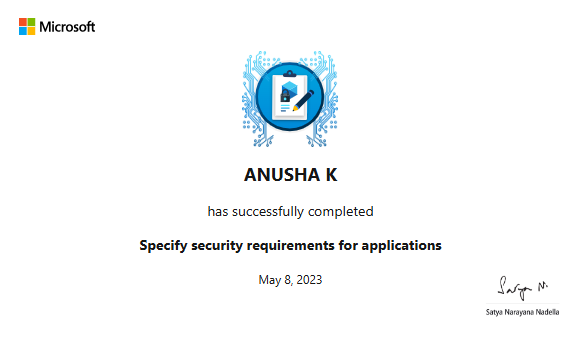 Microsoft
ANUSHA K
has successfully completed
Specify security requirements for applications
May 8, 2023
Satya N.
Satya Narayana Nadella